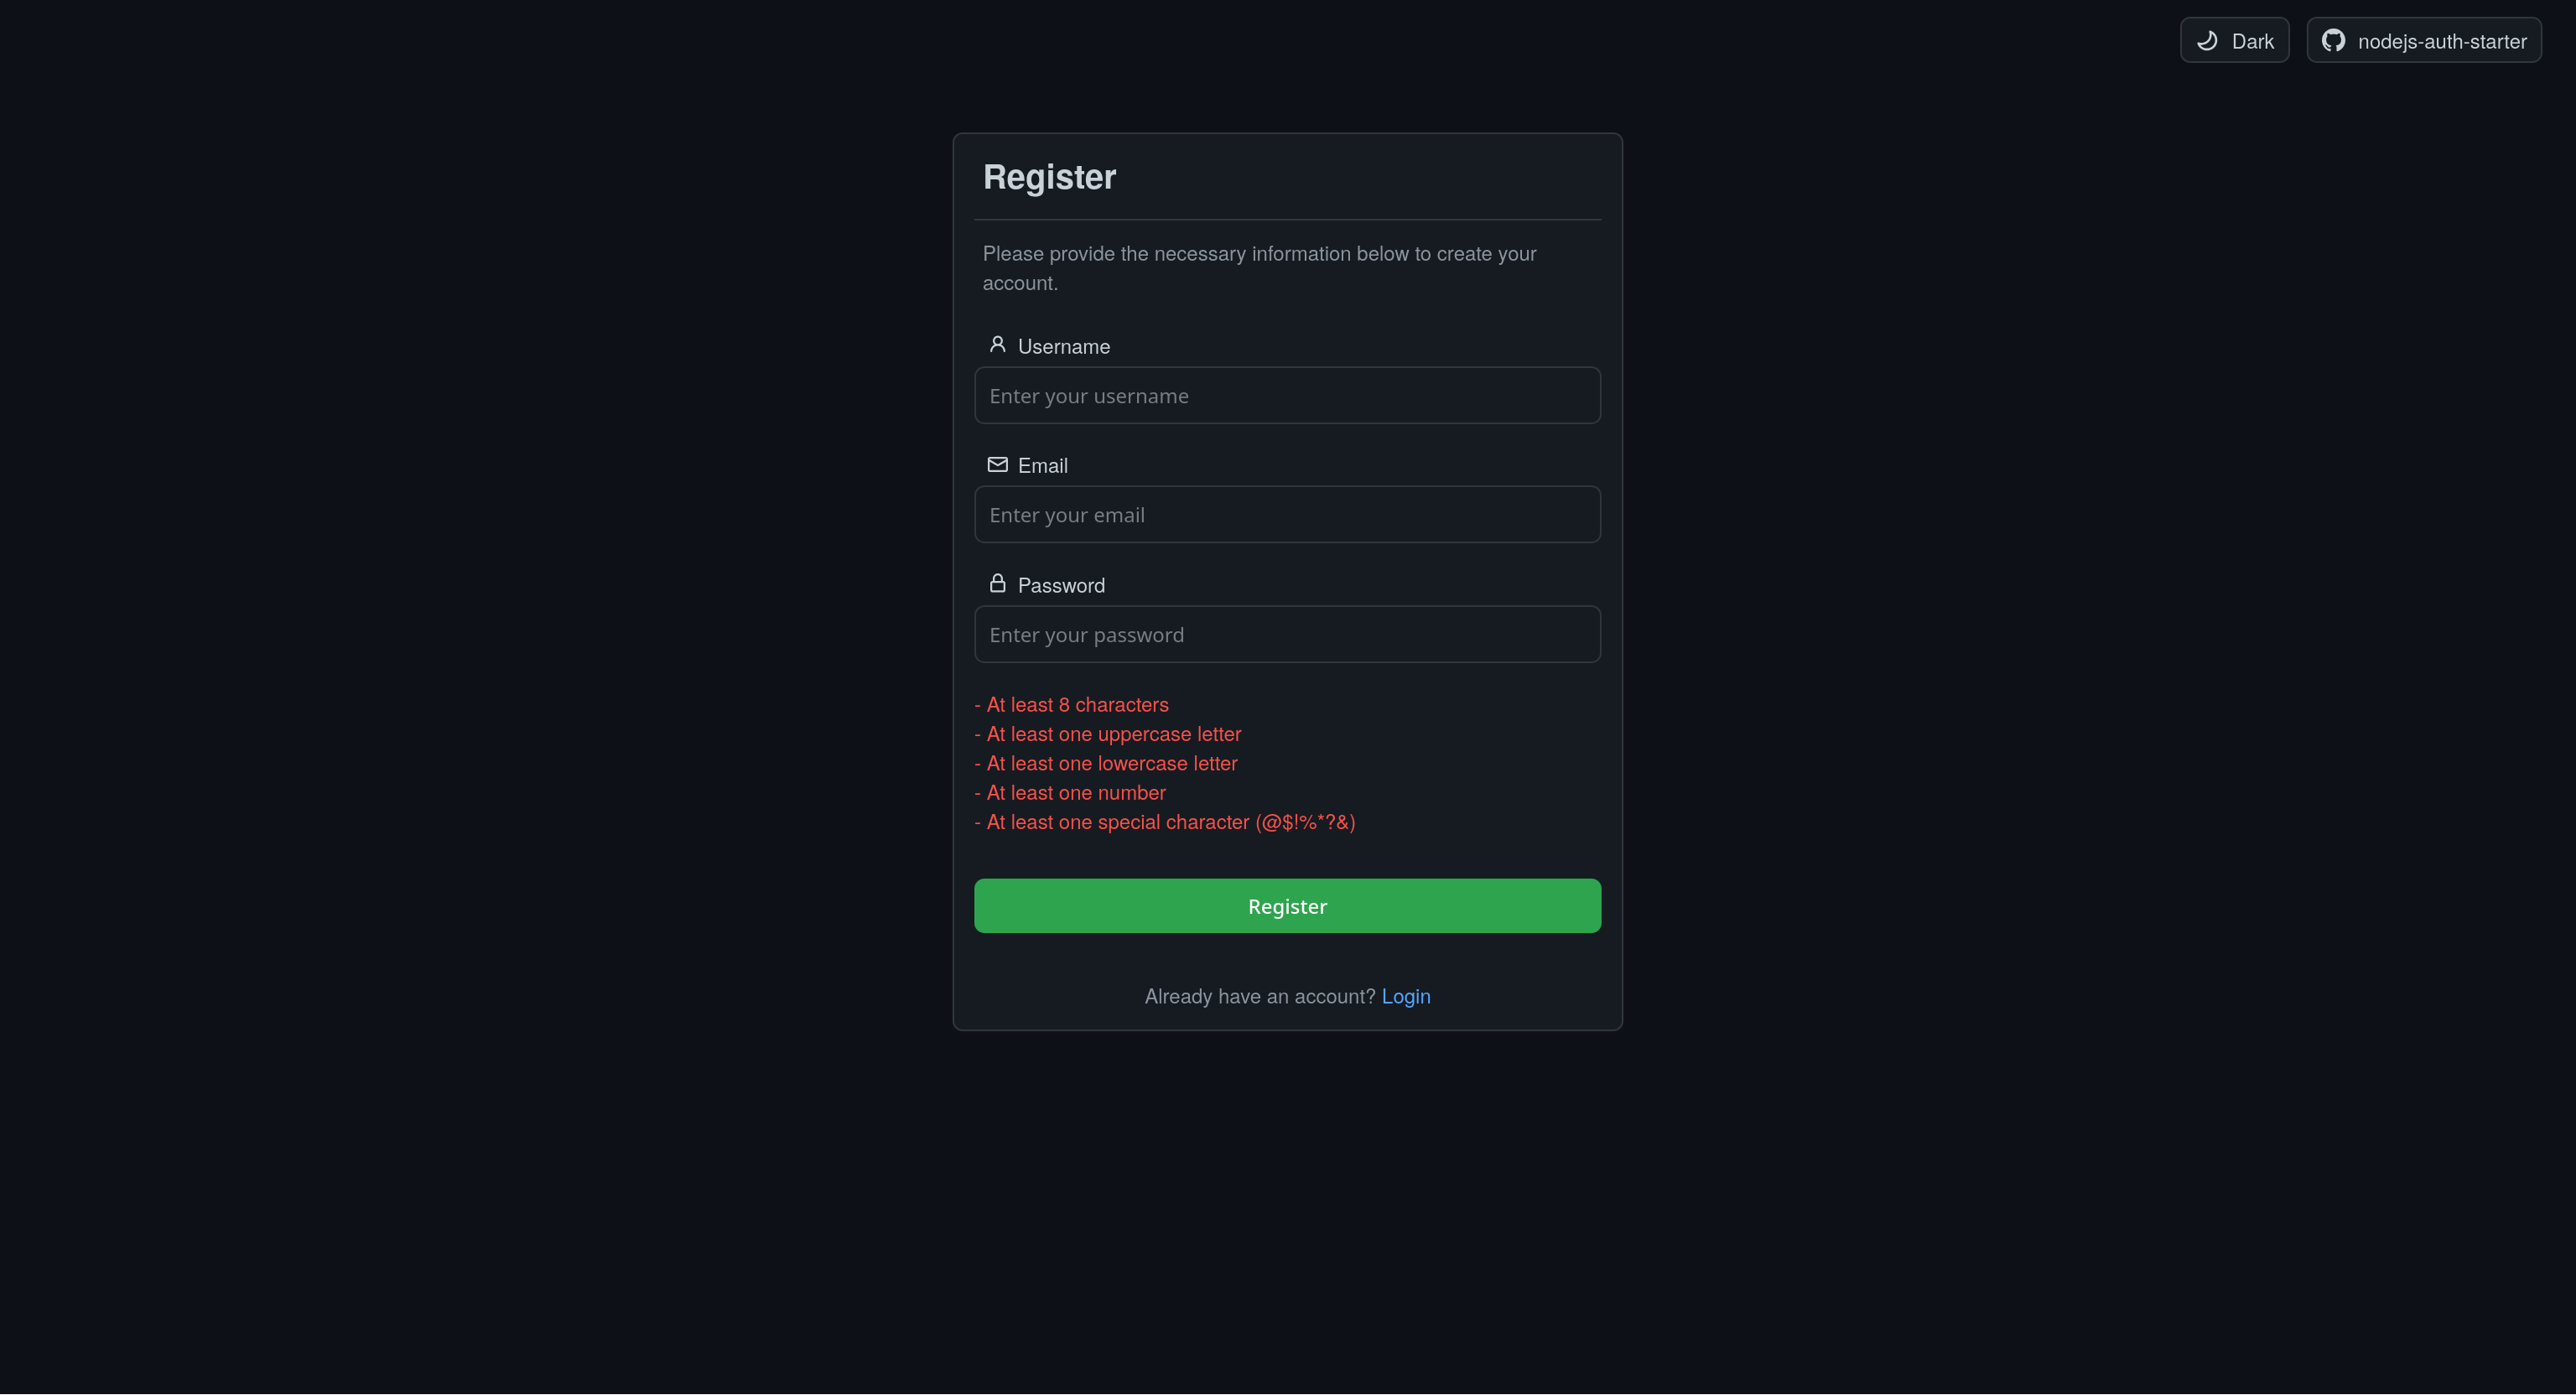 Dark
nodejs-auth-starter
Register
Please provide the necessary information below to create your
account.
Username
Enter your username
Email
Enter your email
Password
Enter your password
- At least 8 characters
- At least one uppercase letter
- At least one lowercase letter
- At least one number
- At least one special character (@$!%*?&)
Register
Already have an account? Login